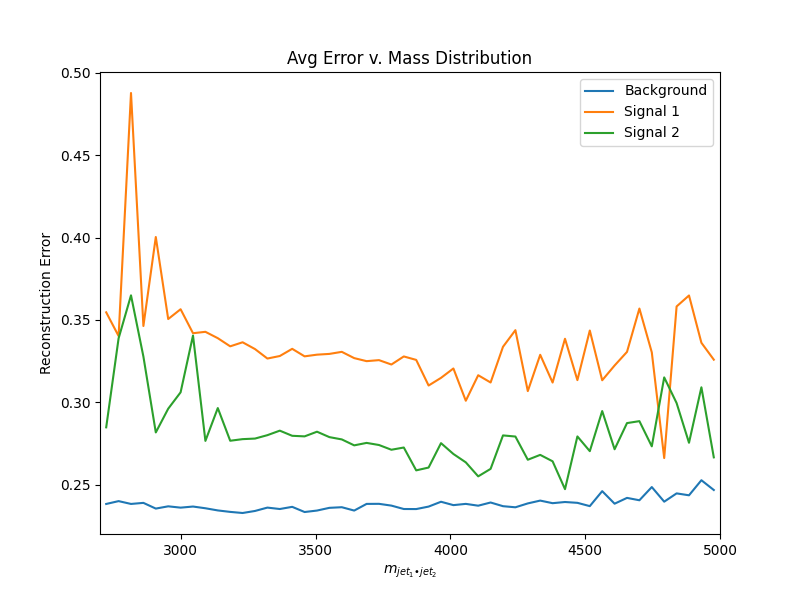 Avg Error v. Mass Distribution
0.50
0.45
0.40
0.35
0.30
0.25
Reconstruction Error
Background
Signal 1
Signal 2
3000 3500 4000 4500 5000
m_{jet_1•jet_2}